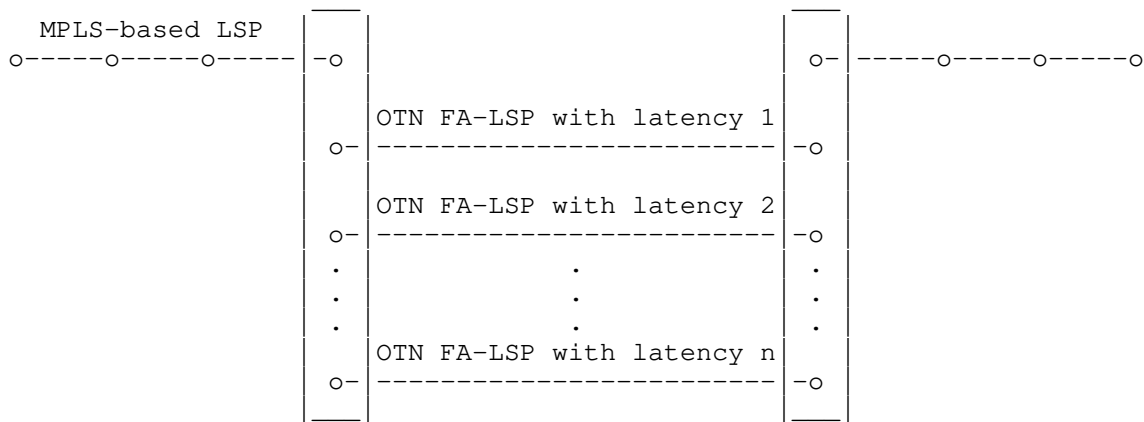 MPLS-based LSP
OTN FA-LSP with latency 1
OTN FA-LSP with latency 2
OTN FA-LSP with latency n